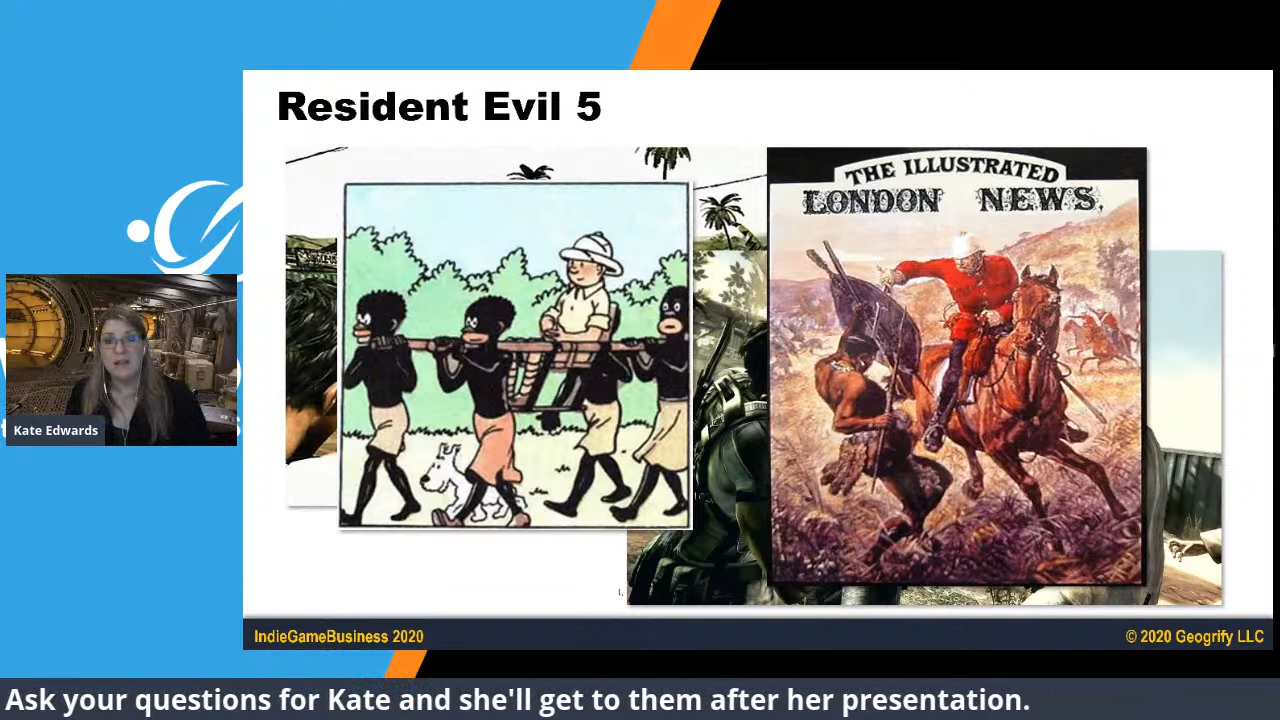 Resident Evil 5
THE ILLUSTRATED
LONDON NEWS,
Kate Edwards
IndieGameBusiness 2020
© 2020 Geogrify LLC
Ask your questions for Kate and she'll get to them after her presentation.